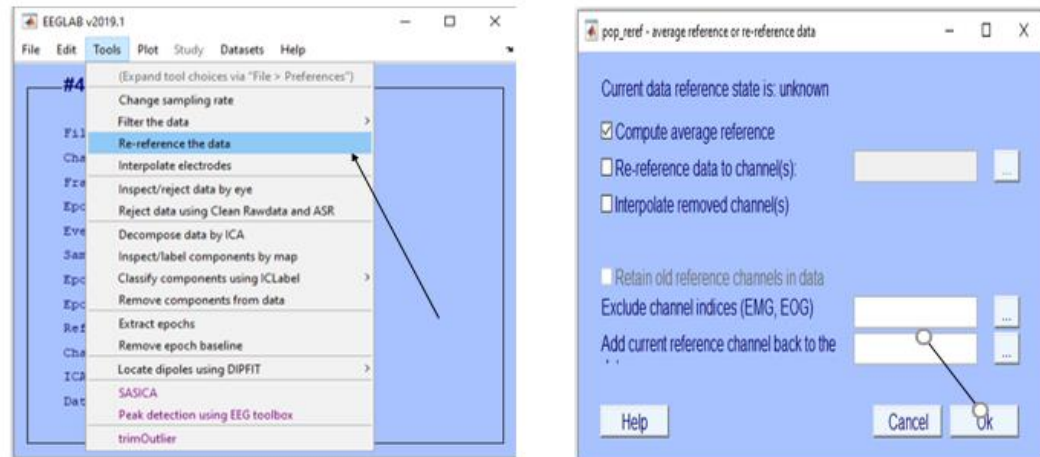 EEGLAB v2019.1
File Edit Tools Plot Study Datasets Help
#4
(Expand tool choices via "File > Preferences")
Change sampling rate
Filter the data >
Re-reference the data
Interpolate electrodes
Inspect/reject data by eye
Reject data using Clean Rawdata and ASR
Decompose data by ICA
Inspect/label components by map
Classify components using ICLabel >
Remove components from data
Extract epochs
Remove epoch baseline
Locate dipoles using DIPFIT >
SASICA
Peak detection using EEG toolbox
trimOutlier
Fil
Cha
Fra
Epo
Eve
Sam
Epo
Epo
Ref
Cha
ICA
Dat
pop_reref - average reference or re-reference data
Current data reference state is: unknown
Compute average reference
Re-reference data to channel(s): ...
Interpolate removed channel(s)
Retain old reference channels in data
Exclude channel indices (EMG, EOG) ...
Add current reference channel back to the ...
Help Cancel Ok